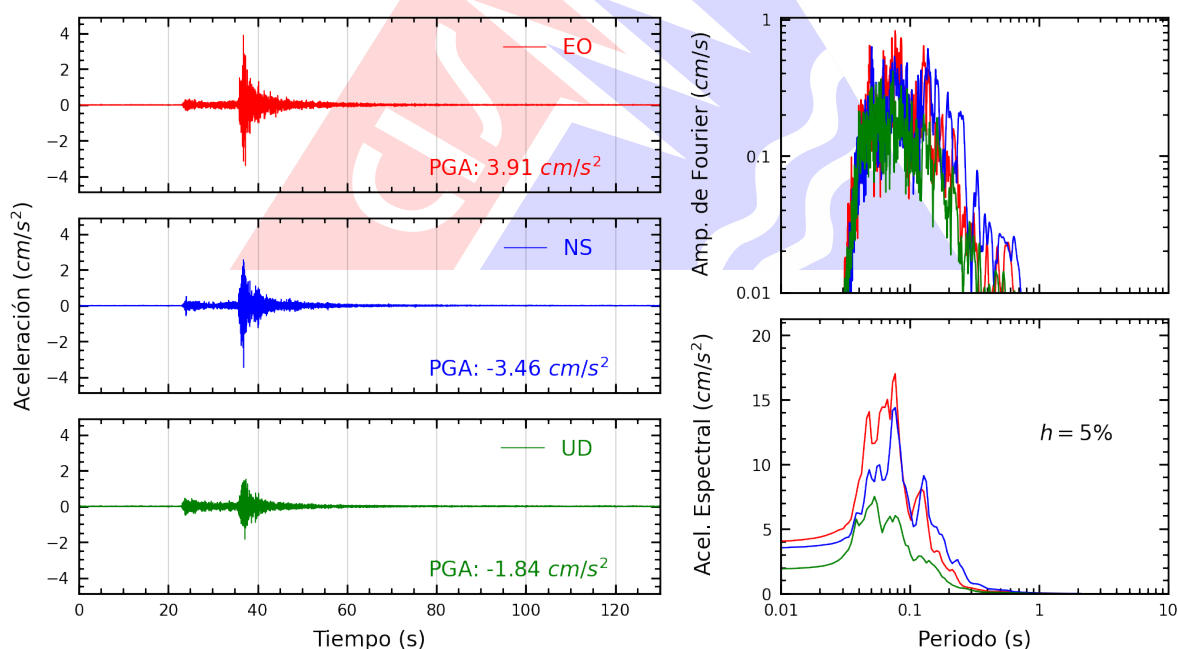 Aceleración (cm/s²)
4
2
0
−2
−4
EO
PGA: 3.91 cm/s²
4
2
0
−2
−4
NS
PGA: -3.46 cm/s²
4
2
0
−2
−4
UD
PGA: -1.84 cm/s²
0 20 40 60 80 100 120
Tiempo (s)
Amp. de Fourier (cm/s)
1
0.1
0.01
Acel. Espectral (cm/s²)
20
15
10
5
0
h = 5%
0.01 0.1 1 10
Periodo (s)